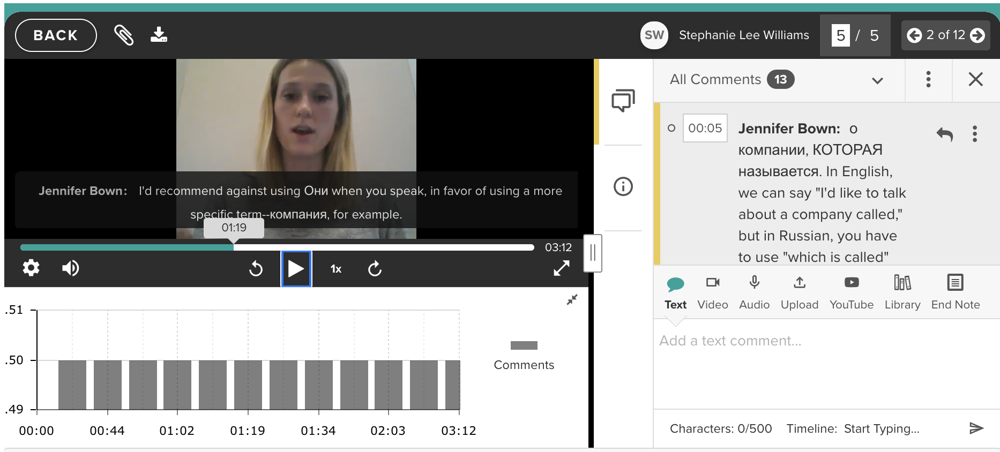 BACK
SW Stephanie Lee Williams 5 / 5 2 of 12
Jennifer Bown: I'd recommend against using Они when you speak, in favor of using a more
specific term--компания, for example.
01:19
03:12
1x
.51
.50
.49
00:00 00:44 01:02 01:19 01:34 02:03 03:12
Comments
All Comments 13
00:05 Jennifer Bown: о
компании, КОТОРАЯ
называется. In English,
we can say "I'd like to talk
about a company called,"
but in Russian, you have
to use "which is called"
Text Video Audio Upload YouTube Library End Note
Add a text comment...
Characters: 0/500 Timeline: Start Typing...